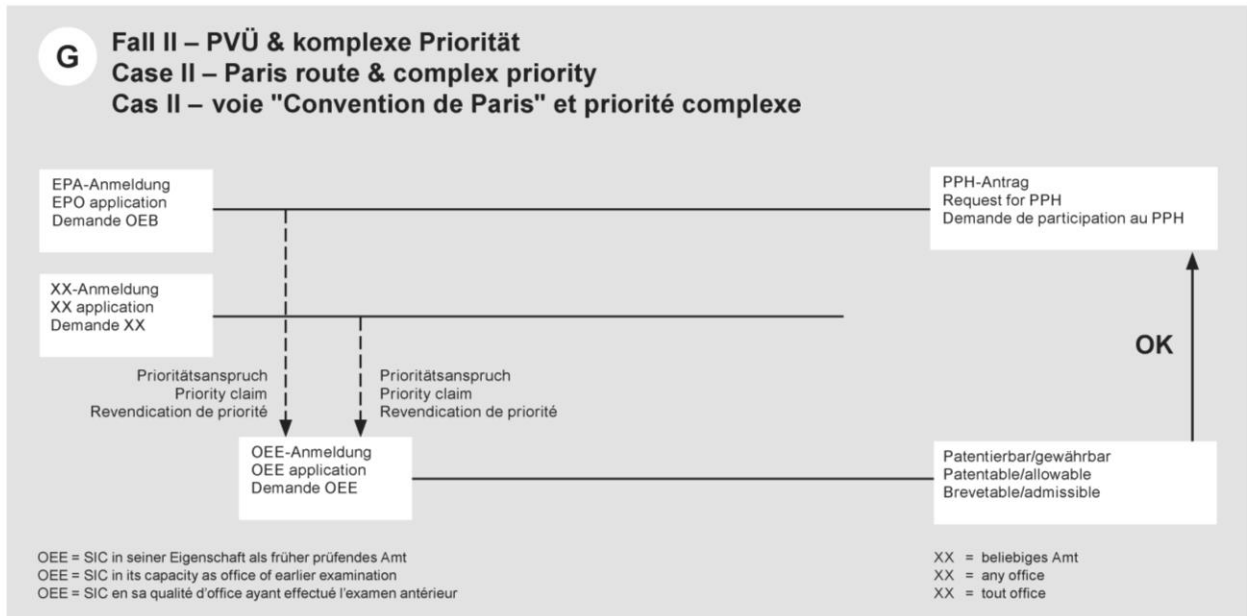 G
Fall II – PVÜ & komplexe Priorität
Case II – Paris route & complex priority
Cas II – voie "Convention de Paris" et priorité complexe
EPA-Anmeldung
EPO application
Demande OEB
PPH-Antrag
Request for PPH
Demande de participation au PPH
XX-Anmeldung
XX application
Demande XX
OK
Prioritätsanspruch
Priority claim
Revendication de priorité
Prioritätsanspruch
Priority claim
Revendication de priorité
OEE-Anmeldung
OEE application
Demande OEE
Patentierbar/gewährbar
Patentable/allowable
Brevetable/admissible
OEE = SIC in seiner Eigenschaft als früher prüfendes Amt
OEE = SIC in its capacity as office of earlier examination
OEE = SIC en sa qualité d'office ayant effectué l'examen antérieur
XX = beliebiges Amt
XX = any office
XX = tout office